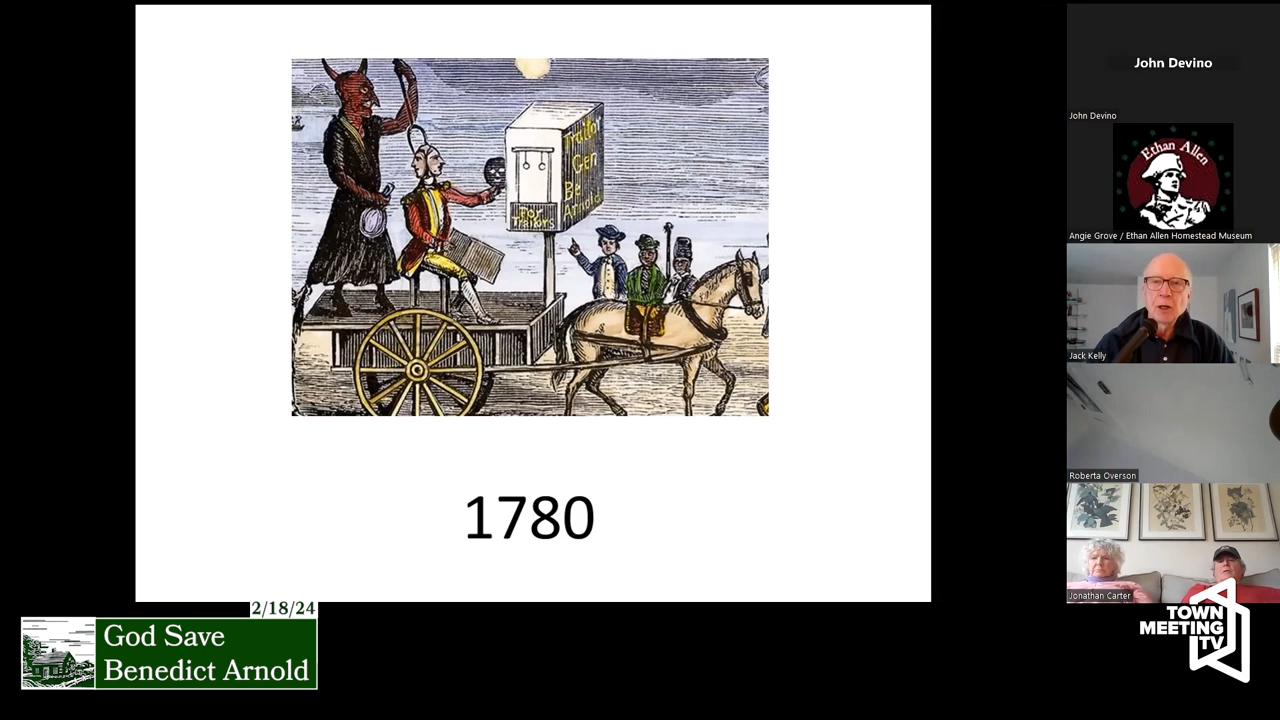 Traitor
Gen
Be
Arnold
For
Traitors
1780
2/18/24
God Save
Benedict Arnold
John Devino
John Devino
Ethan Allen
Angie Grove / Ethan Allen Homestead Museum
Jack Kelly
Roberta Overson
Jonathan Carter
TOWN
MEETING
TV